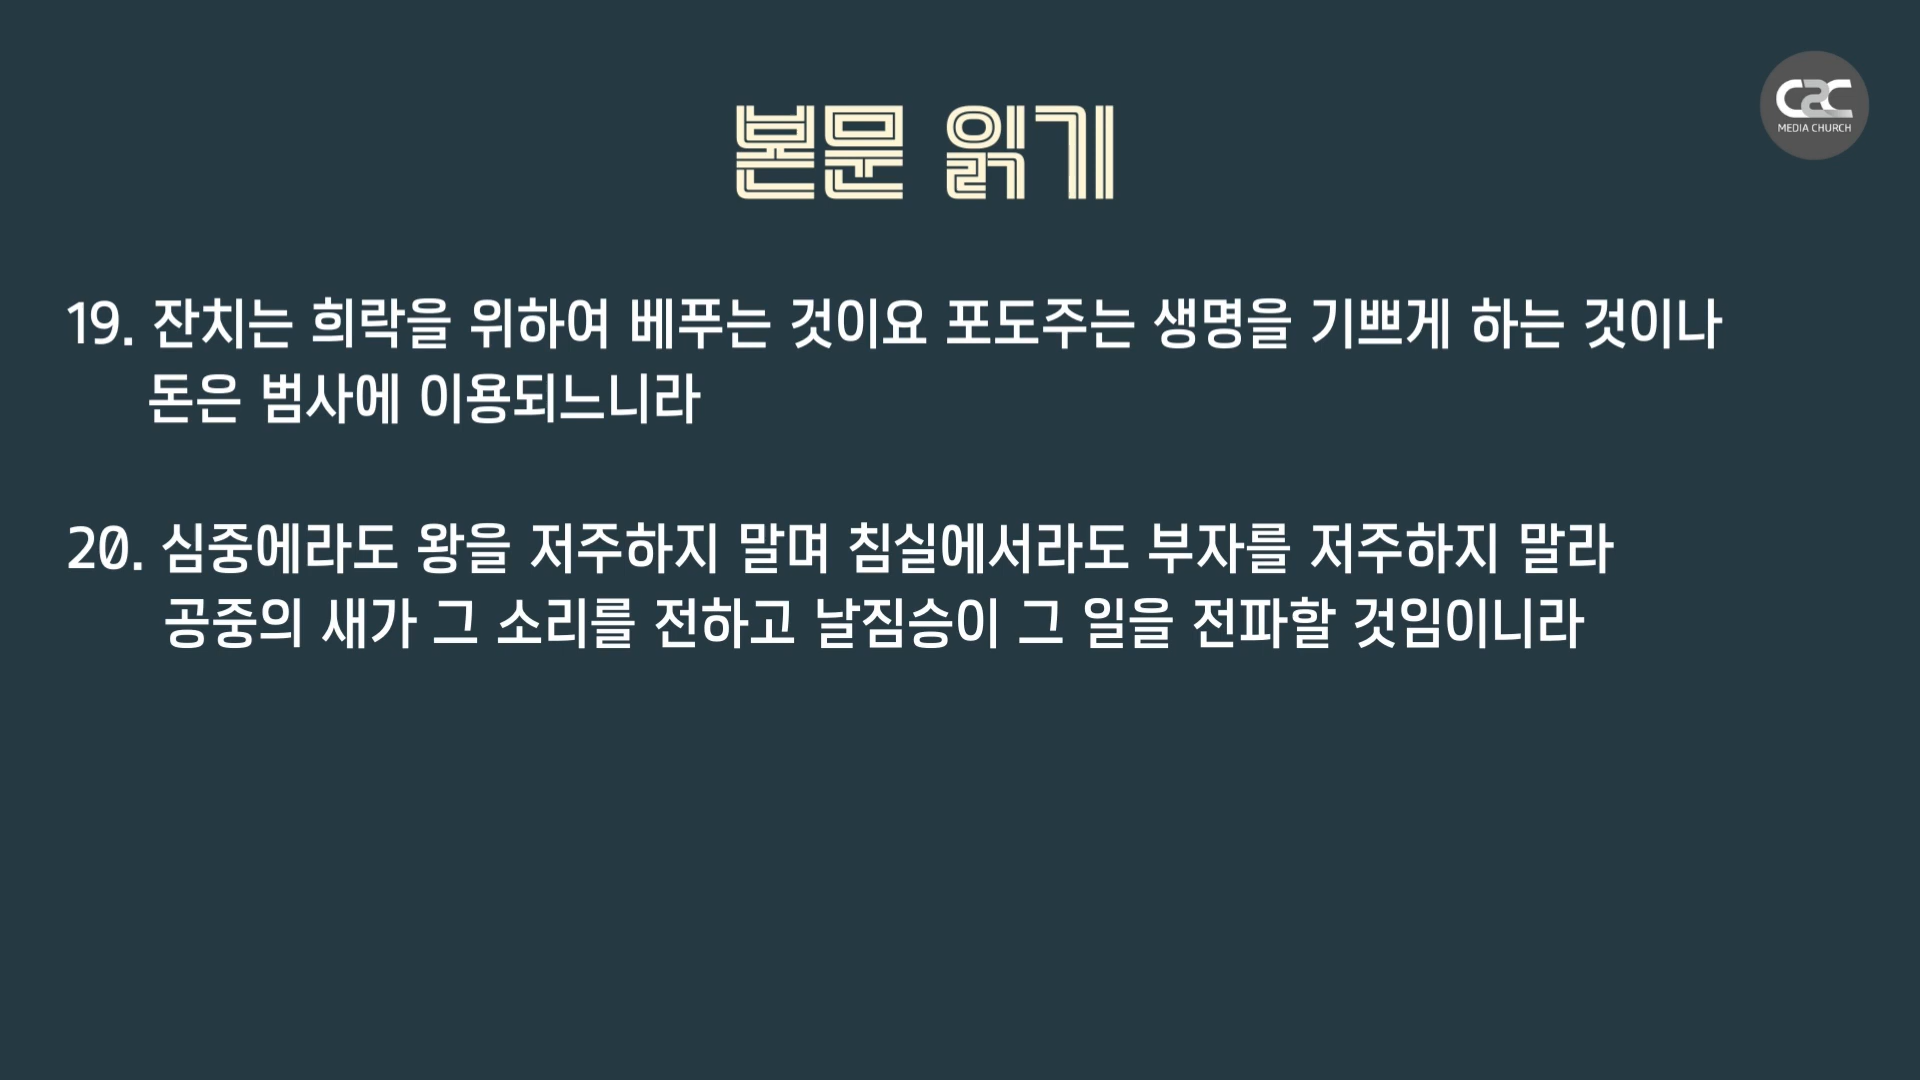 C2C
MEDIA CHURCH
본문 읽기
19. 잔치는 희락을 위하여 베푸는 것이요 포도주는 생명을 기쁘게 하는 것이나
돈은 범사에 이용되느니라
20. 심중에라도 왕을 저주하지 말며 침실에서라도 부자를 저주하지 말라
공중의 새가 그 소리를 전하고 날짐승이 그 일을 전파할 것임이니라